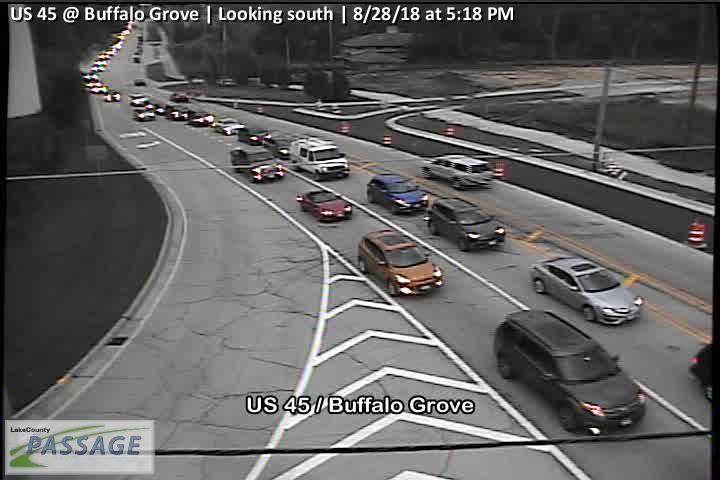 US 45 @ Buffalo Grove | Looking south | 8/28/18 at 5:18 PM
US 45 / Buffalo Grove
LakeCounty
PASSAGE